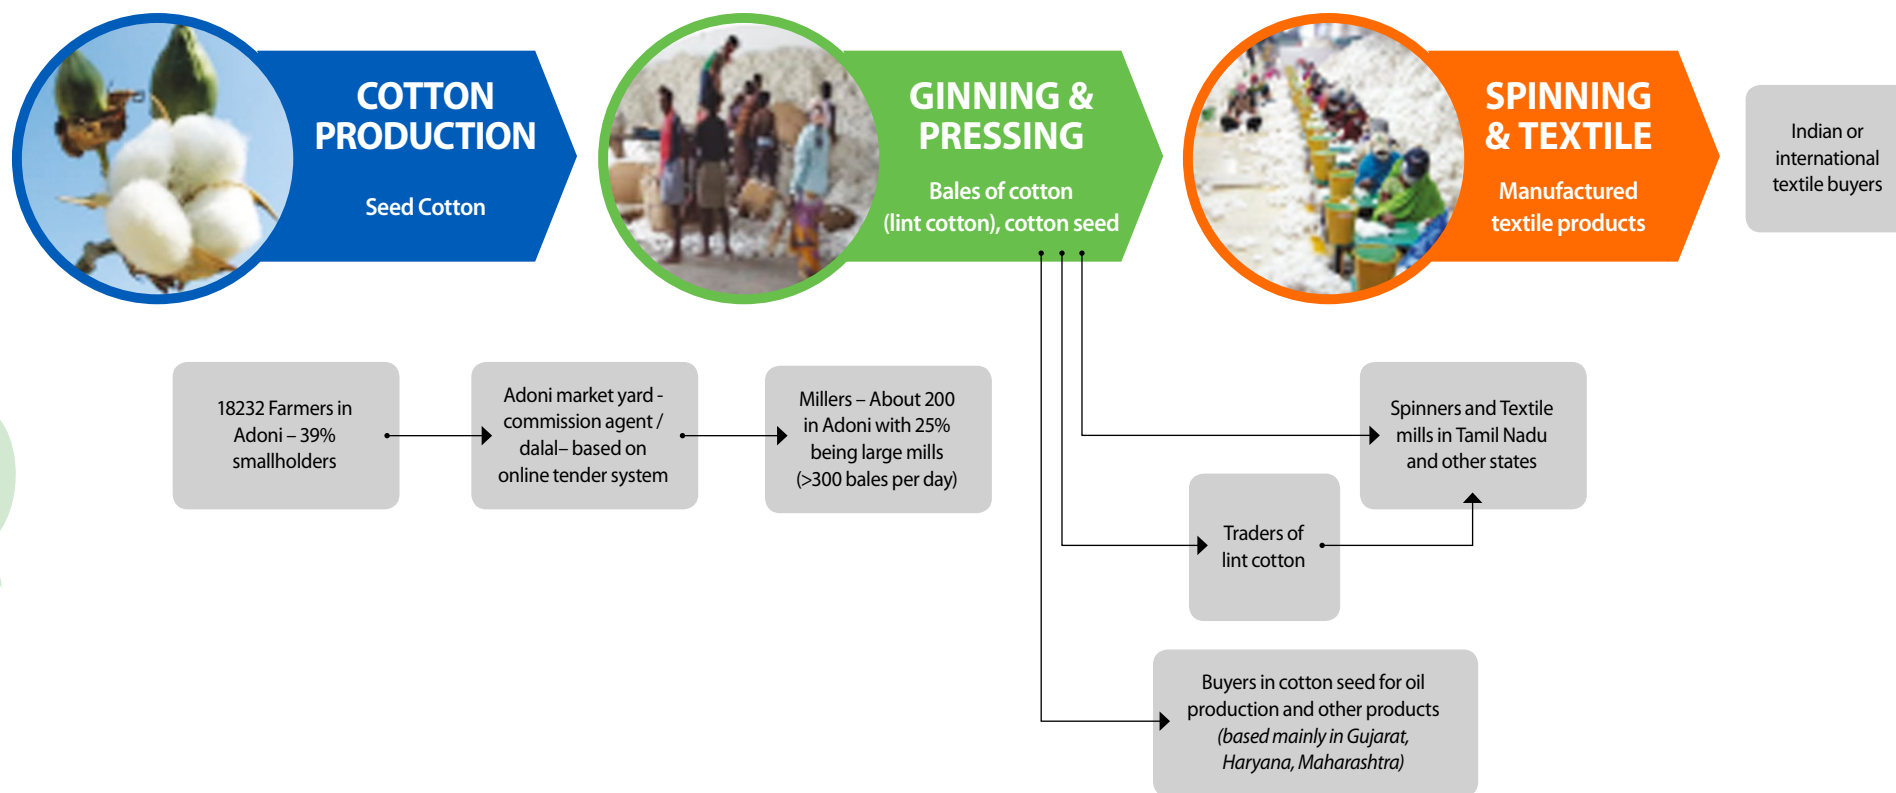 COTTON
PRODUCTION
Seed Cotton
GINNING &
PRESSING
Bales of cotton
(lint cotton), cotton seed
SPINNING
& TEXTILE
Manufactured
textile products
Indian or
international
textile buyers
18232 Farmers in
Adoni – 39%
smallholders
Adoni market yard -
commission agent /
dalal– based on
online tender system
Millers – About 200
in Adoni with 25%
being large mills
(>300 bales per day)
Spinners and Textile
mills in Tamil Nadu
and other states
Traders of
lint cotton
Buyers in cotton seed for oil
production and other products
(based mainly in Gujarat,
Haryana, Maharashtra)